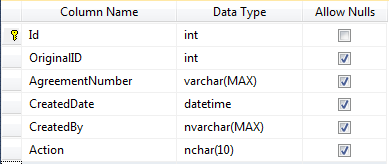 Column Name Data Type Allow Nulls
Id int
OriginalID int
AgreementNumber varchar(MAX)
CreatedDate datetime
CreatedBy nvarchar(MAX)
Action nchar(10)